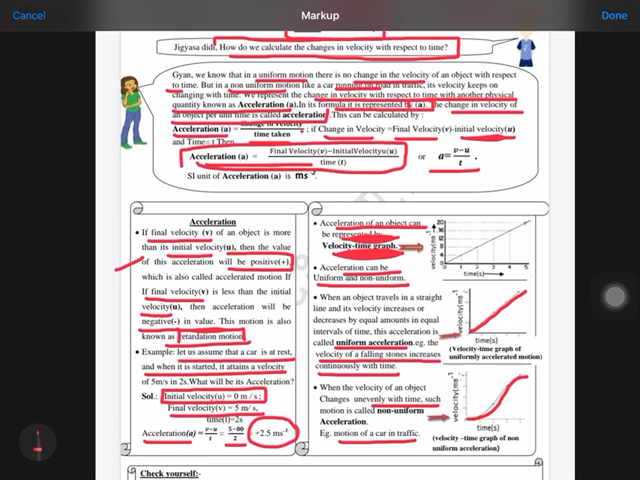 Cancel
Markup
Done
Jigyasa didi, How do we calculate the changes in velocity with respect to time?
Gyan, we know that in a uniform motion there is no change in the velocity of an object with respect
to time. But in a non uniform motion like a car running on road in traffic, its velocity keeps on
changing with time. We represent the change in velocity with respect to time with another physical
quantity known as Acceleration (a).In its formula it is represented by (a). The change in velocity of
an object per unit time is called acceleration. This can be calculated by :
Acceleration (a) = Change in velocity / time taken ; if Change in Velocity =Final Velocity(v)-initial velocity(u)
and Time= t Then
Acceleration (a) = Final Velocity(v)−InitialVelocityu(u) / time (t) or a= v−u / t .
SI unit of Acceleration (a) is ms⁻².
Acceleration
• If final velocity (v) of an object is more
than its initial velocity(u), then the value
of this acceleration will be positive(+),
which is also called accelerated motion If
If final velocity(v) is less than the initial
velocity(u), then acceleration will be
negative(-) in value. This motion is also
known as retardation motion
• Example: let us assume that a car is at rest,
and when it is started, it attains a velocity
of 5m/s in 2s.What will be its Acceleration?
Sol.: Initial velocity(u) = 0 m / s ;
Final velocity(v) = 5 m/s,
time(t)=2s
Acceleration(a) = v−u / t = 5−00 / 2 = +2.5 ms⁻²
• Acceleration of an object can
be represented by
Velocity-time graph.
• Acceleration can be
Uniform and non-uniform.
• When an object travels in a straight
line and its velocity increases or
decreases by equal amounts in equal
intervals of time, this acceleration is
called uniform acceleration.eg. the
velocity of a falling stones increases
continuously with time.
• When the velocity of an object
Changes unevenly with time, such
motion is called non-uniform
Acceleration.
Eg. motion of a car in traffic.
velocity(ms⁻¹)
20
16
12
8
4
0
1 2 3 4 5
time(s)
velocity(ms⁻¹
time(s)
(Velocity-time graph of
uniformly accelerated motion)
velocity(ms⁻¹
time(s)
(velocity –time graph of non
uniform acceleration)
Check yourself:-